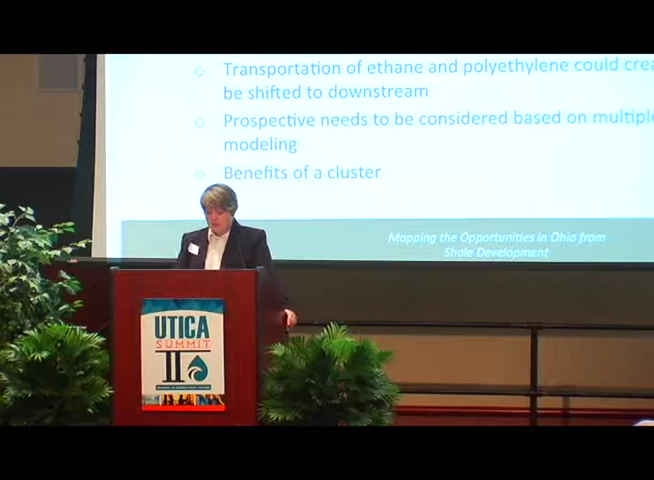 Transportation of ethane and polyethylene could crea
be shifted to downstream
Prospective needs to be considered based on multiple
modeling
Benefits of a cluster
Mapping the Opportunities in Ohio from
Shale Development
UTICA
SUMMIT
II